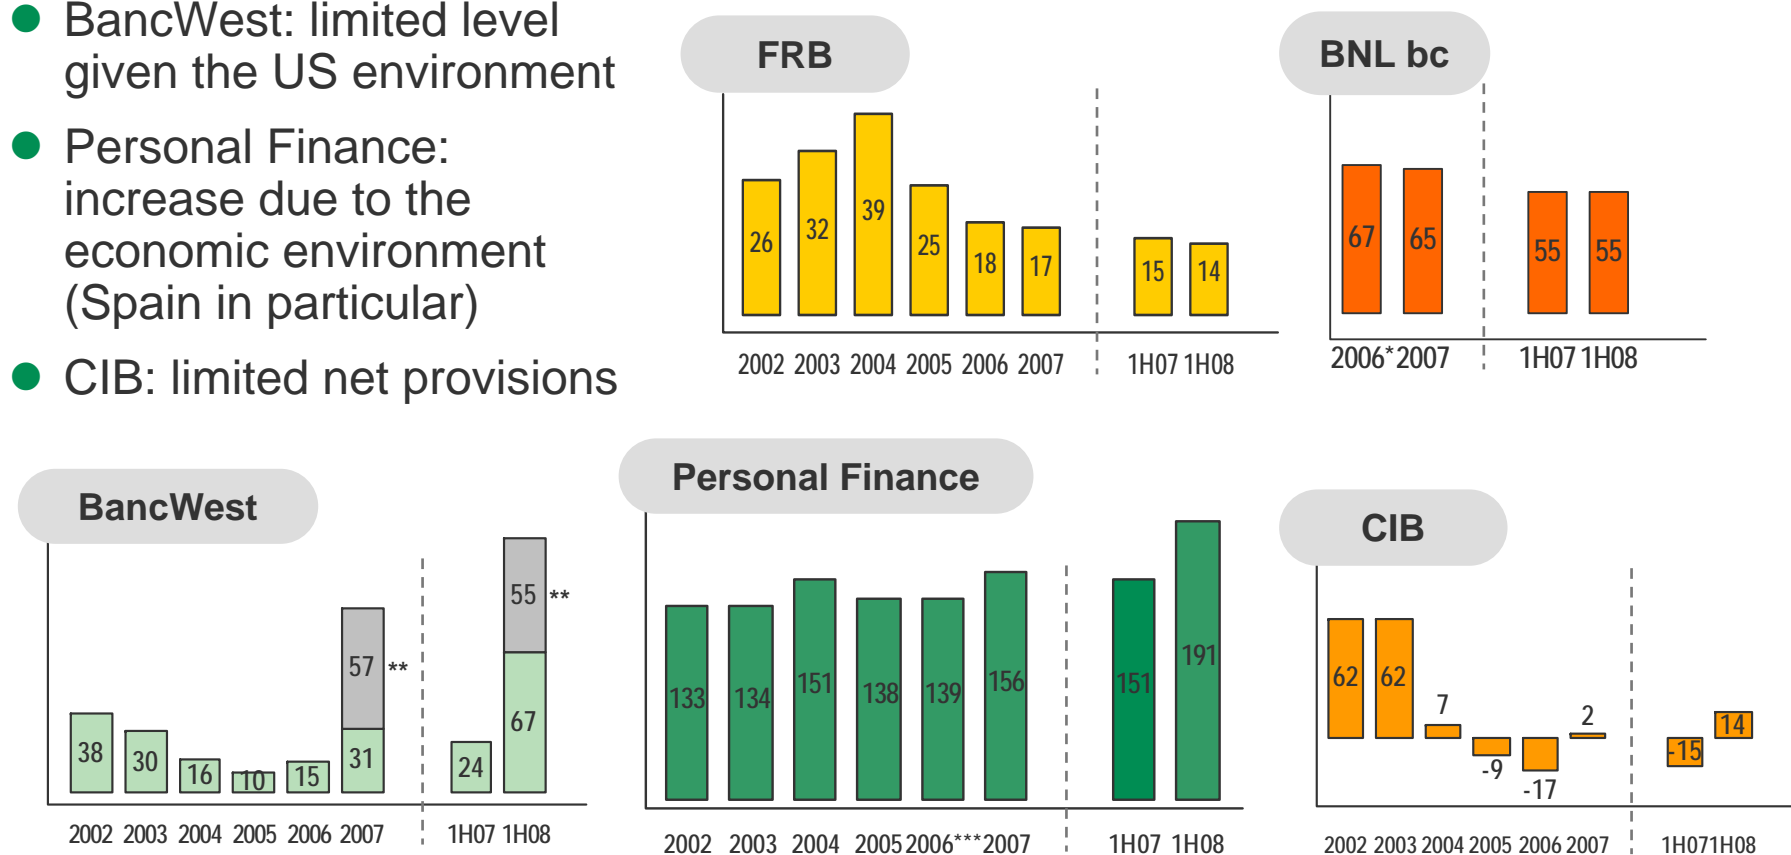 BancWest: limited level
given the US environment
Personal Finance:
increase due to the
economic environment
(Spain in particular)
CIB: limited net provisions
FRB
26 32 39 25 18 17 15 14
2002 2003 2004 2005 2006 2007 1H07 1H08
BNL bc
67 65 55 55
2006* 2007 1H07 1H08
BancWest
55 **
57 **
38 30 16 10 15 31 24 67
2002 2003 2004 2005 2006 2007 1H07 1H08
Personal Finance
133 134 151 138 139 156 151 191
2002 2003 2004 2005 2006*** 2007 1H07 1H08
CIB
62 62 7 -9 -17 2 -15 14
2002 2003 2004 2005 2006 2007 1H07 1H08